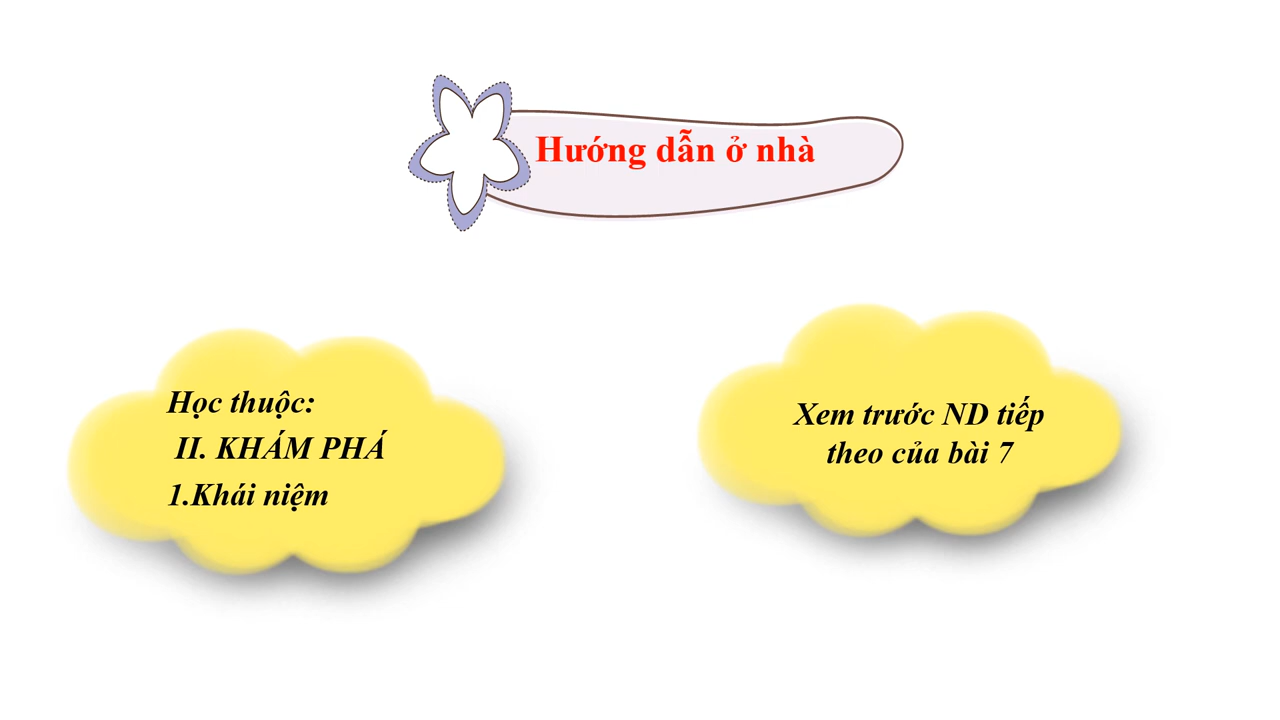 Hướng dẫn ở nhà
Học thuộc:
II. KHÁM PHÁ
1.Khái niệm
Xem trước ND tiếp
theo của bài 7